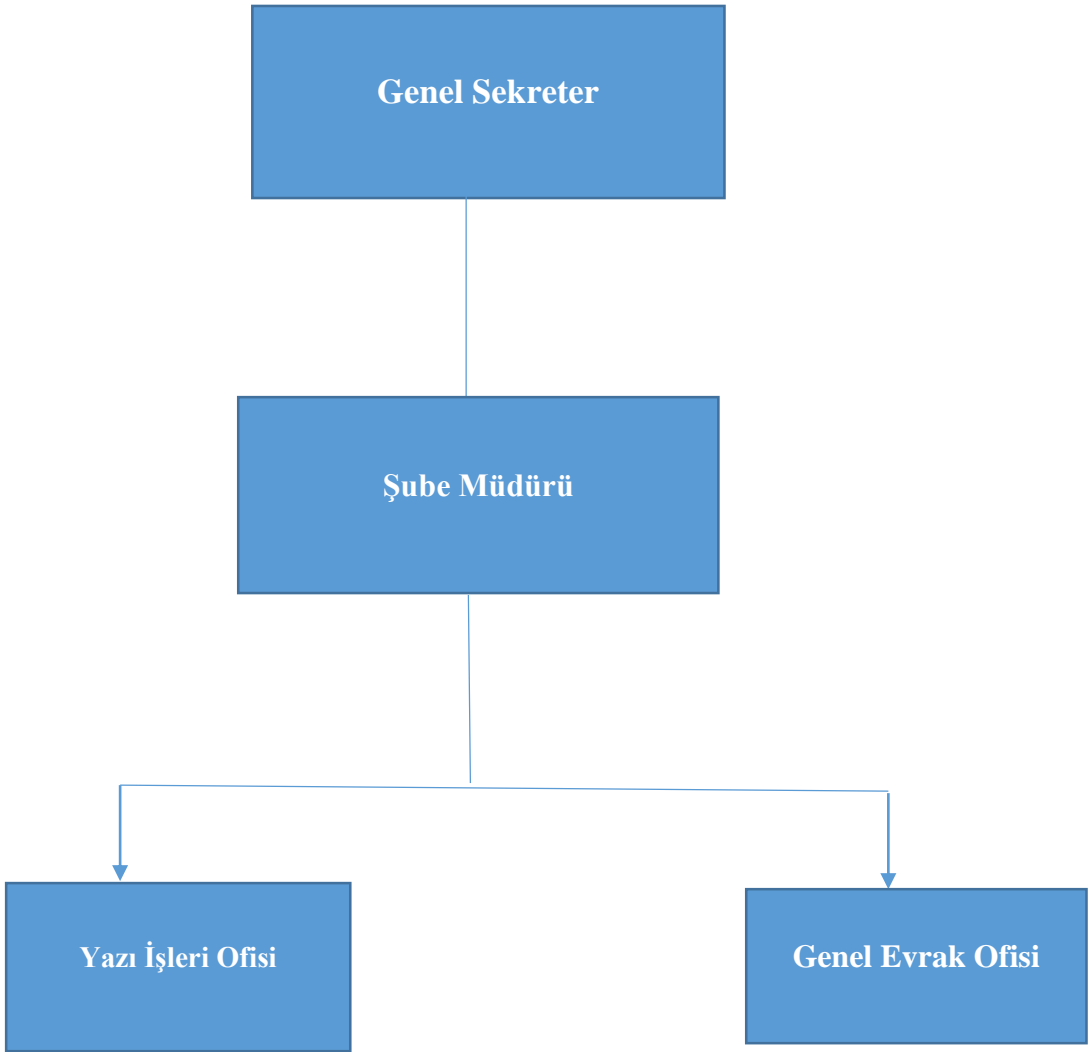 Genel Sekreter
Şube Müdürü
Yazı İşleri Ofisi
Genel Evrak Ofisi